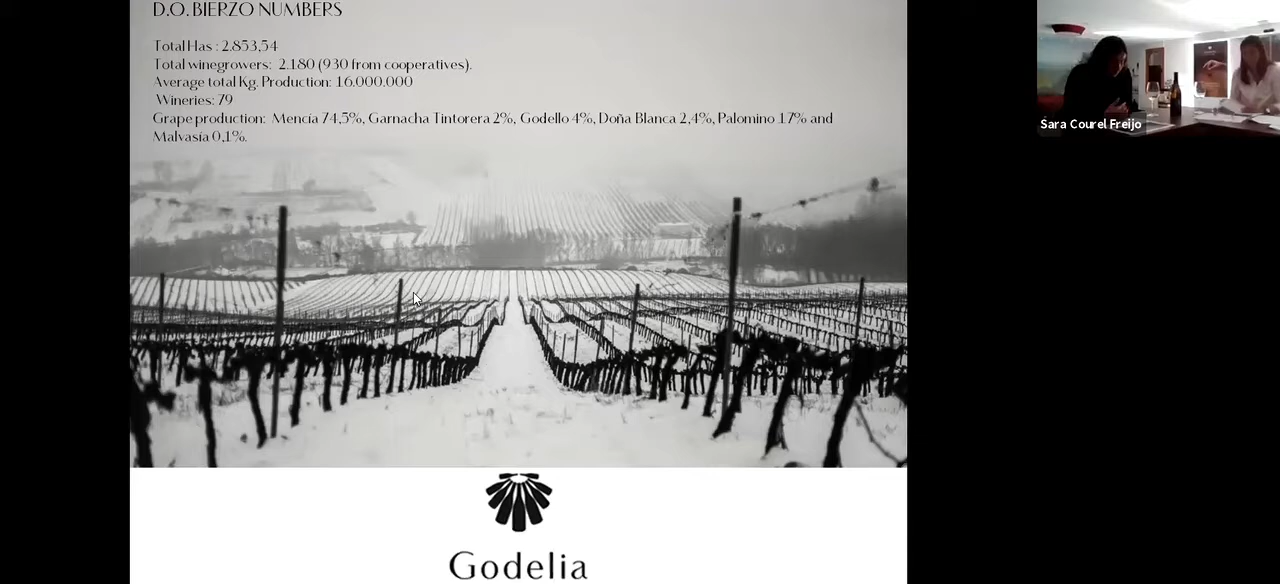 D.O. BIERZO NUMBERS
Total Has : 2.853,54
Total winegrowers: 2.180 (930 from cooperatives).
Average total Kg. Production: 16.000.000
Wineries: 79
Grape production: Mencía 74,5%, Garnacha Tintorera 2%, Godello 4%, Doña Blanca 2,4%, Palomino 17% and
Malvasía 0,1%.
Sara Courel Freijo
Godelia